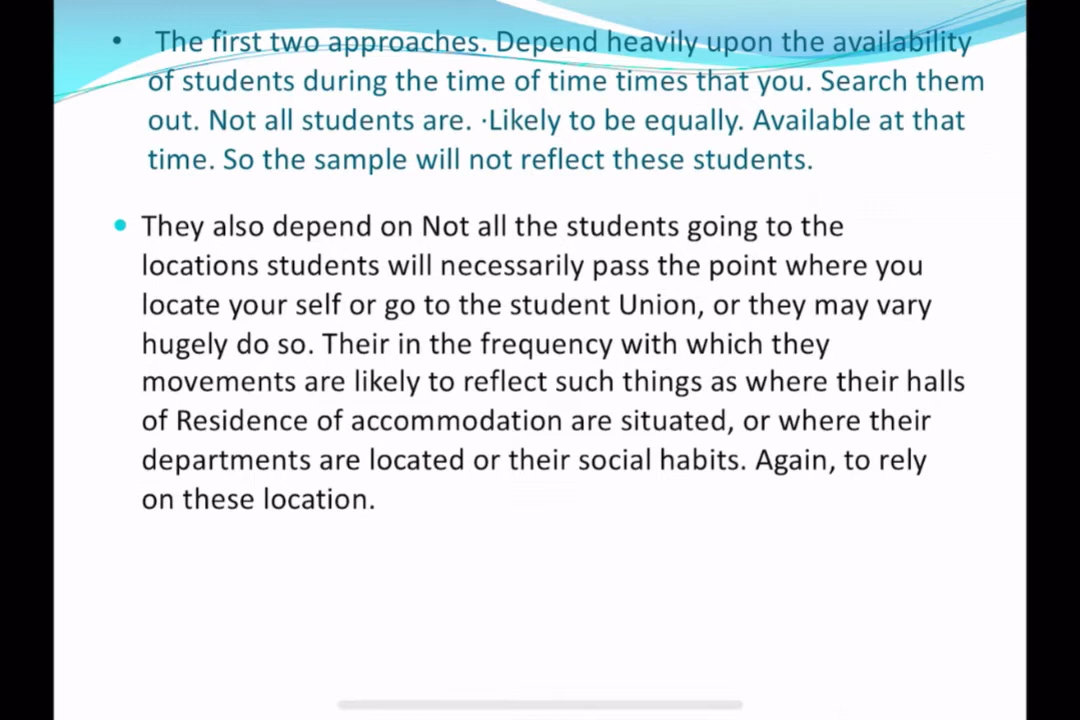 • The first two approaches. Depend heavily upon the availability
of students during the time of time times that you. Search them
out. Not all students are. ·Likely to be equally. Available at that
time. So the sample will not reflect these students.
• They also depend on Not all the students going to the
locations students will necessarily pass the point where you
locate your self or go to the student Union, or they may vary
hugely do so. Their in the frequency with which they
movements are likely to reflect such things as where their halls
of Residence of accommodation are situated, or where their
departments are located or their social habits. Again, to rely
on these location.